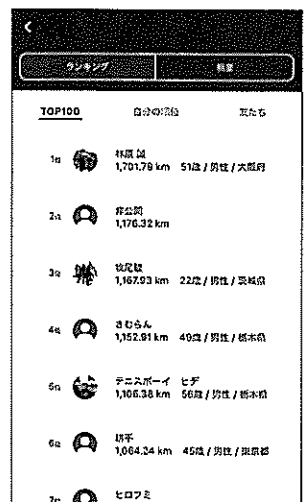 ランキング
TOP100 自分の順位 友だち
1位
1,701.79 km 51歳 / 男性 / 大阪府
2位 非公開
1,176.32 km
3位
1,167.93 km 22歳 / 男性 / 茨城県
4位 さむらん
1,152.91 km 49歳 / 男性 / 栃木県
5位 テニスボーイ ヒデ
1,106.38 km 56歳 / 男性 / 栃木県
6位
1,064.24 km 45歳 / 男性 / 東京都
7位 ヒロフミ